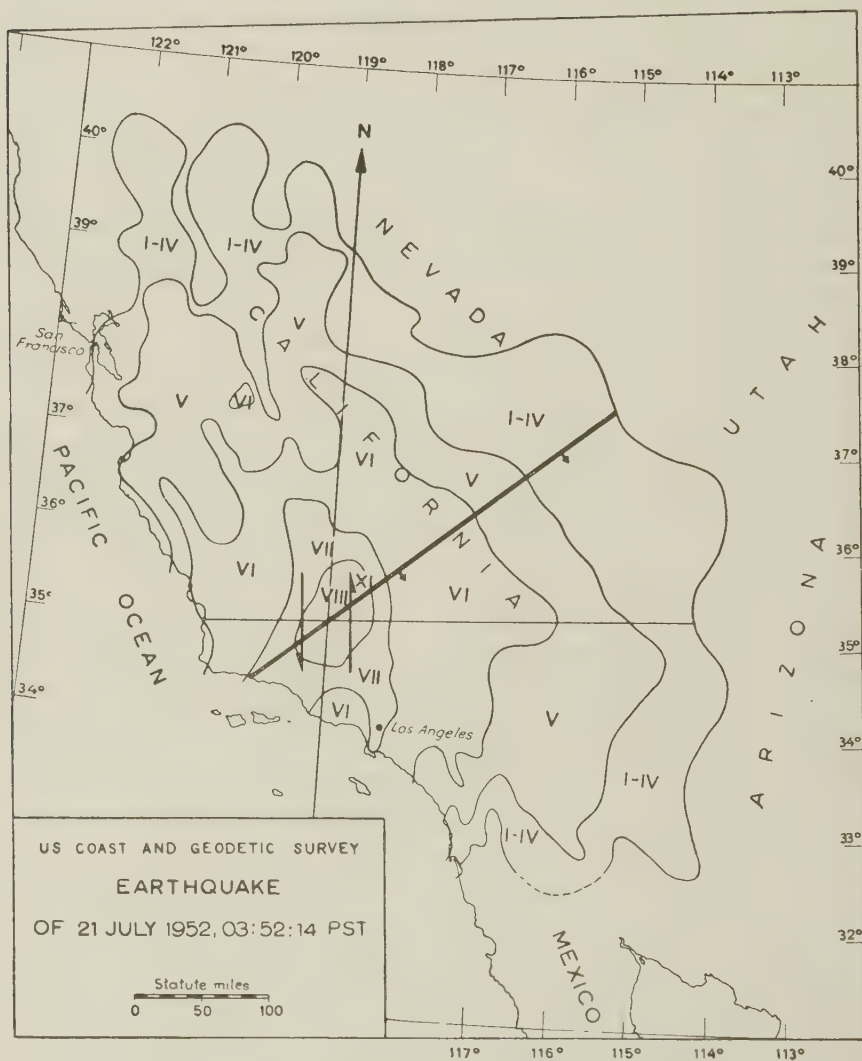 122° 121° 120° 119° 118° 117° 116° 115° 114° 113°
N
40° 40°
39° 39°
I-IV I-IV
NEVADA
CALIFORNIA
V
San
Francisco
38°
UTAH
V VI
I-IV
37° 37°
VI
V
PACIFIC
OCEAN
36° 36°
VII
VI XI
VIII VI
35° 35°
ARIZONA
VII
34° VI
Los Angeles
V
34°
I-IV
I-IV
33°
US COAST AND GEODETIC SURVEY
EARTHQUAKE
OF 21 JULY 1952, 03:52:14 PST
32°
MEXICO
Statute miles
0 50 100
117° 116° 115° 114° 113°